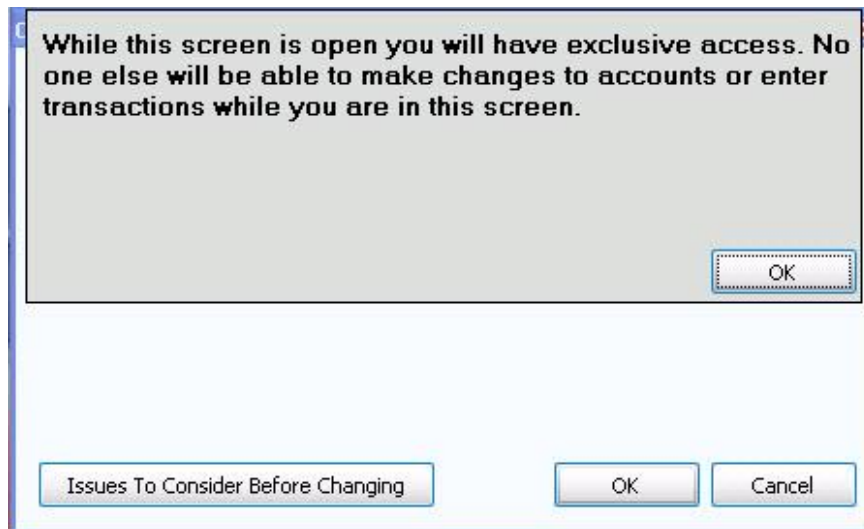 While this screen is open you will have exclusive access. No
one else will be able to make changes to accounts or enter
transactions while you are in this screen.
OK
Issues To Consider Before Changing
OK
Cancel